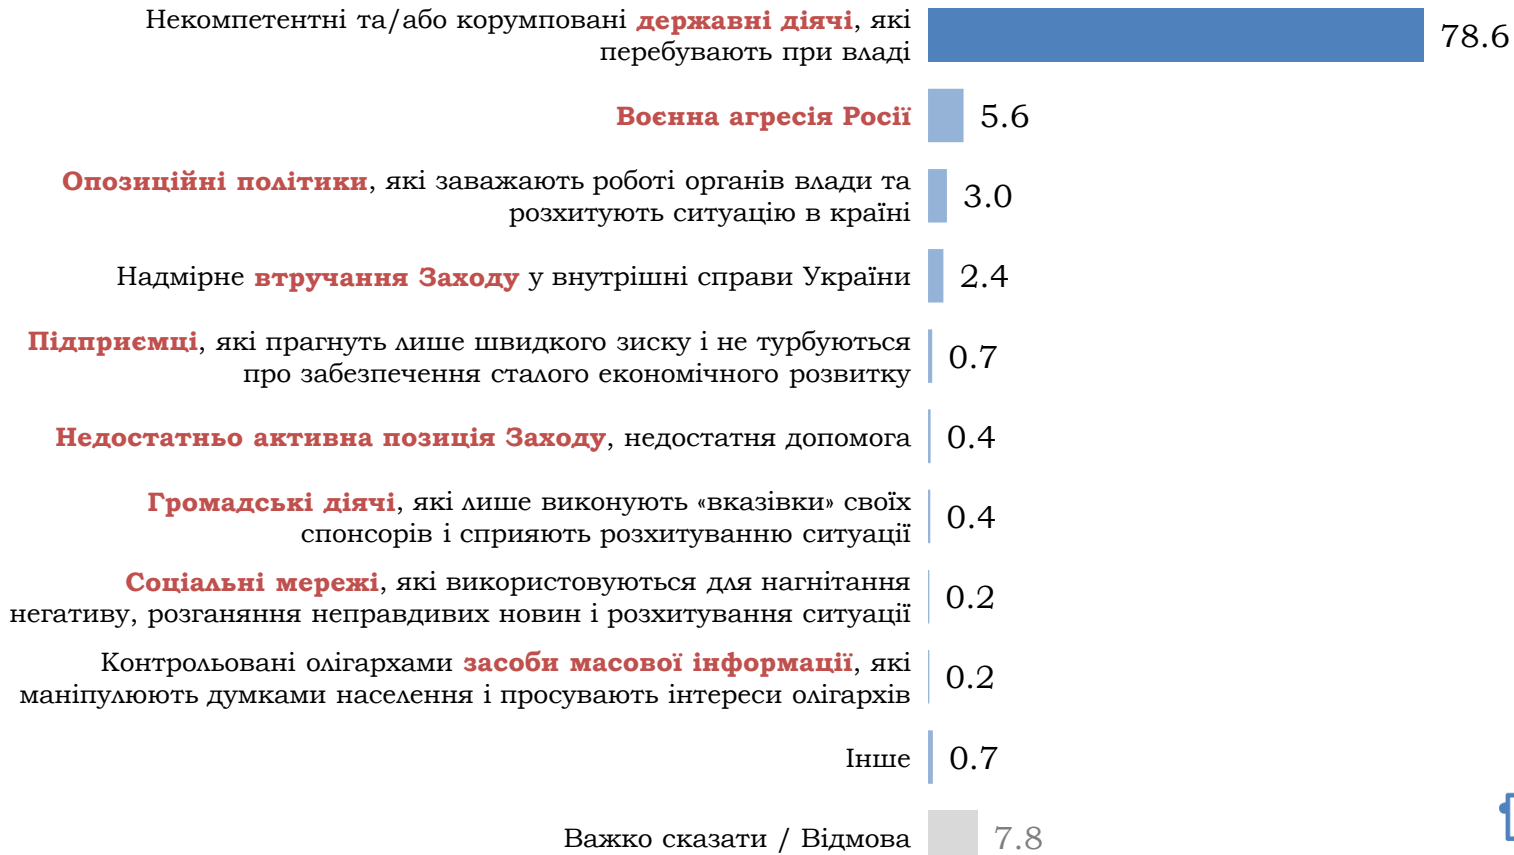 Некомпетентні та/або корумповані державні діячі, які
перебувають при владі
78.6
Воєнна агресія Росії
5.6
Опозиційні політики, які заважають роботі органів влади та
розхитують ситуацію в країні
3.0
Надмірне втручання Заходу у внутрішні справи України
2.4
Підприємці, які прагнуть лише швидкого зиску і не турбуються
про забезпечення сталого економічного розвитку
0.7
Недостатньо активна позиція Заходу, недостатня допомога
0.4
Громадські діячі, які лише виконують «вказівки» своїх
спонсорів і сприяють розхитуванню ситуації
0.4
Соціальні мережі, які використовуються для нагнітання
негативу, розганяння неправдивих новин і розхитування ситуації
0.2
Контрольовані олігархами засоби масової інформації, які
маніпулюють думками населення і просувають інтереси олігархів
0.2
Інше
0.7
Важко сказати / Відмова
7.8